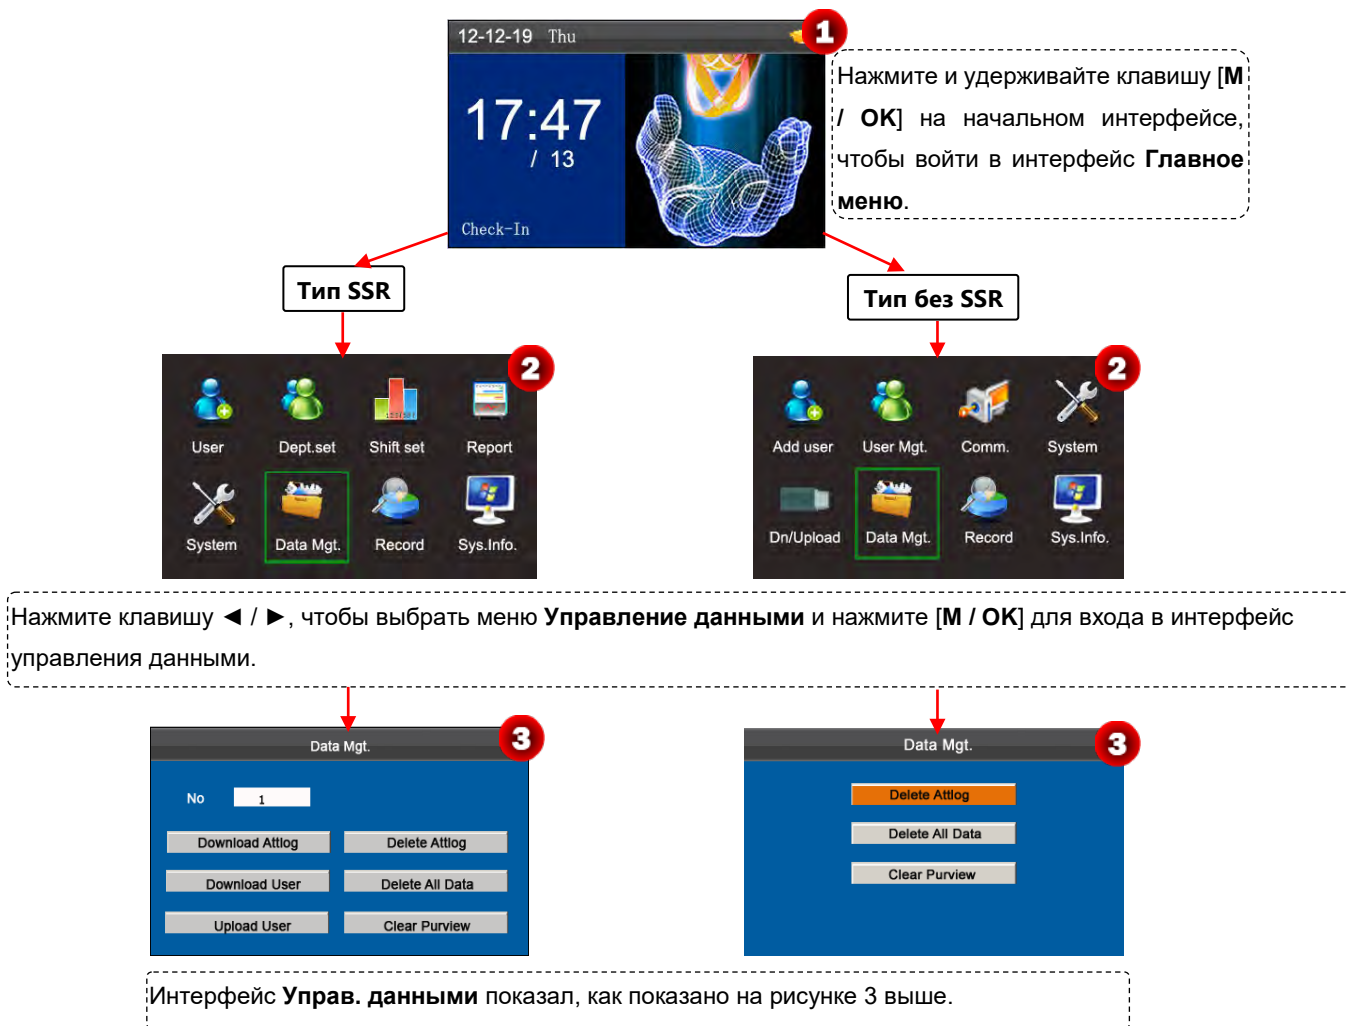 12-12-19 Thu
1
17:47
/ 13
Check-In
Нажмите и удерживайте клавишу [M
/ OK] на начальном интерфейсе,
чтобы войти в интерфейс Главное
меню.
Тип SSR
Тип без SSR
2
User Dept.set Shift set Report
System Data Mgt. Record Sys.Info.
2
Add user User Mgt. Comm. System
Dn/Upload Data Mgt. Record Sys.Info.
Нажмите клавишу ◄ / ►, чтобы выбрать меню Управление данными и нажмите [M / OK] для входа в интерфейс
управления данными.
Data Mgt.
3
No 1
Download Attlog Delete Attlog
Download User Delete All Data
Upload User Clear Purview
Data Mgt.
3
Delete Attlog
Delete All Data
Clear Purview
Интерфейс Управ. данными показал, как показано на рисунке 3 выше.